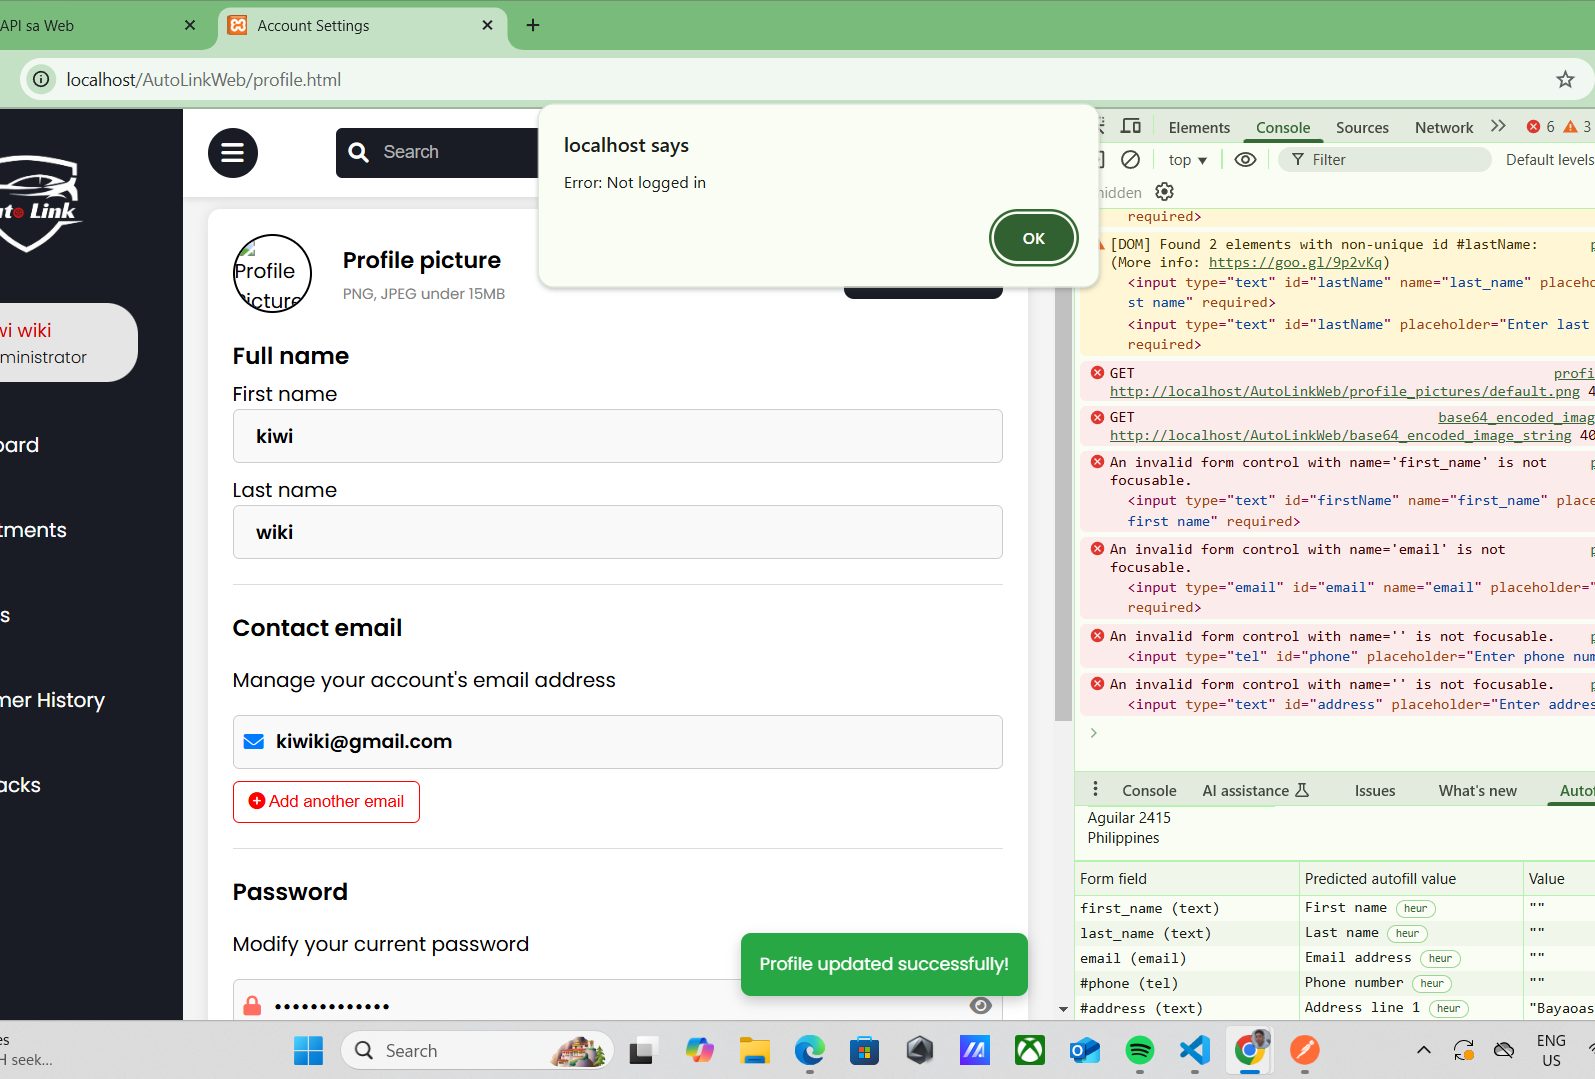 API sa Web
Account Settings
localhost/AutoLinkWeb/profile.html
Link
wiki
board
History
Search
Profile
Picture
Profile picture
PNG, JPEG under 15MB
Full name
First name
kiwi
Last name
wiki
Contact email
Manage your account's email address
kiwiki@gmail.com
Add another email
Password
Modify your current password
•••••••••••••
Profile updated successfully!
localhost says
Error: Not logged in
OK
Elements
Console
Sources
Network
6
3
top
Filter
Default levels
hidden
required>
[DOM] Found 2 elements with non-unique id #lastName:
(More info: https://goo.gl/9p2vKq)
<input type="text" id="lastName" name="last_name" placeho
st name" required>
<input type="text" id="lastName" placeholder="Enter last
required>
GET
profi
http://localhost/AutoLinkWeb/profile_pictures/default.png 4
GET
base64_encoded_imag
http://localhost/AutoLinkWeb/base64_encoded_image_string 40
An invalid form control with name='first_name' is not
focusable.
<input type="text" id="firstName" name="first_name" place
first name" required>
An invalid form control with name='email' is not
focusable.
<input type="email" id="email" name="email" placeholder="
required>
An invalid form control with name='' is not focusable.
<input type="tel" id="phone" placeholder="Enter phone num
An invalid form control with name='' is not focusable.
<input type="text" id="address" placeholder="Enter addres
Console
AI assistance
Issues
What's new
Autof
Aguilar 2415
Philippines
Form field
Predicted autofill value
Value
first_name (text)
First name heur
""
last_name (text)
Last name heur
""
email (email)
Email address heur
""
#phone (tel)
Phone number heur
""
#address (text)
Address line 1 heur
"Bayaoas
H seek...
Search
ENG
US